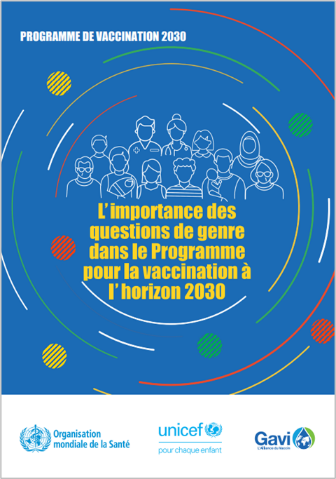 PROGRAMME DE VACCINATION 2030
L'importance des
questions de genre
dans le Programme
pour la vaccination à
l'horizon 2030
Organisation
mondiale de la Santé
unicef
pour chaque enfant
Gavi
L'Alliance du Vaccin